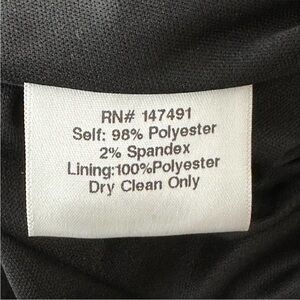 RN# 147491
Self: 98% Polyester
2% Spandex
Lining:100%Polyester
Dry Clean Only